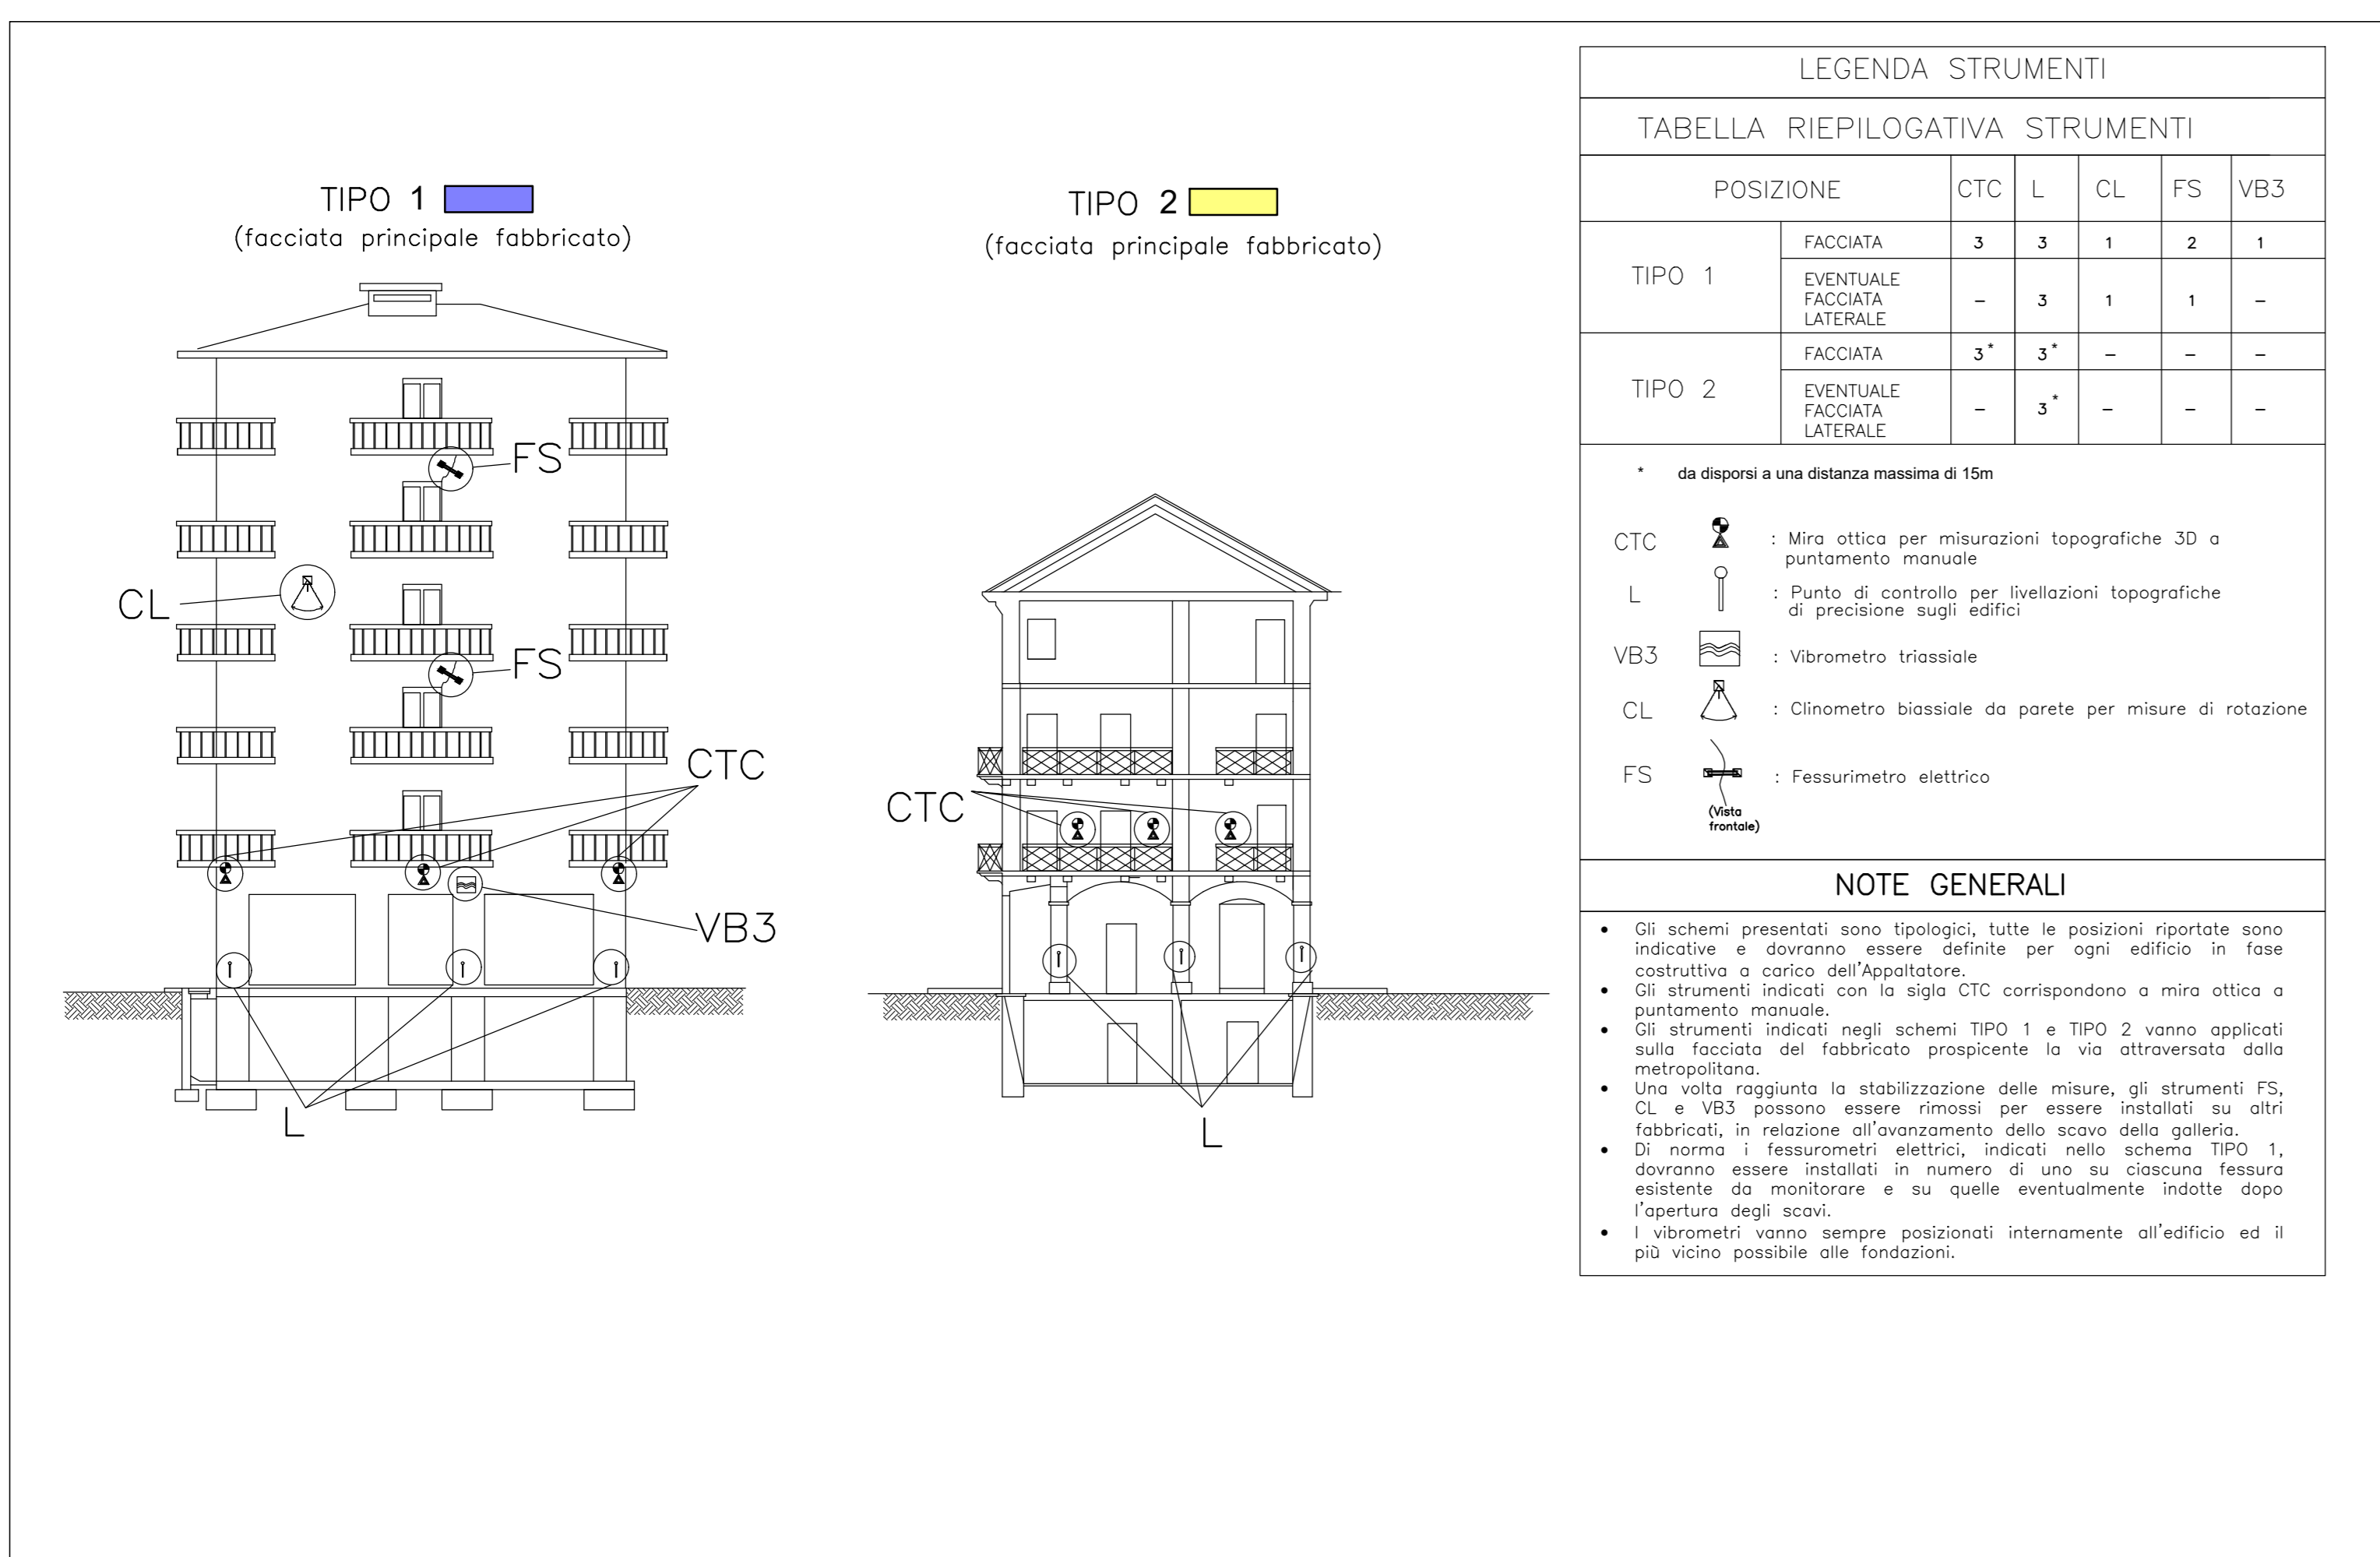 TIPO 1
(facciata principale fabbricato)
FS
CL
FS
CTC
VB3
L
TIPO 2
(facciata principale fabbricato)
CTC
L
LEGENDA STRUMENTI
TABELLA RIEPILOGATIVA STRUMENTI
POSIZIONE CTC L CL FS VB3
TIPO 1
FACCIATA 3 3 1 2 1
EVENTUALE
FACCIATA
LATERALE
– 3 1 1 –
TIPO 2
FACCIATA 3* 3* – – –
EVENTUALE
FACCIATA
LATERALE
– 3* – – –
* da disporsi a una distanza massima di 15m
CTC : Mira ottica per misurazioni topografiche 3D a
puntamento manuale
L : Punto di controllo per livellazioni topografiche
di precisione sugli edifici
VB3 : Vibrometro triassiale
CL : Clinometro biassiale da parete per misure di rotazione
FS : Fessurimetro elettrico
(Vista
frontale)
NOTE GENERALI
• Gli schemi presentati sono tipologici, tutte le posizioni riportate sono
indicative e dovranno essere definite per ogni edificio in fase
costruttiva a carico dell'Appaltatore.
• Gli strumenti indicati con la sigla CTC corrispondono a mira ottica a
puntamento manuale.
• Gli strumenti indicati negli schemi TIPO 1 e TIPO 2 vanno applicati
sulla facciata del fabbricato prospicente la via attraversata dalla
metropolitana.
• Una volta raggiunta la stabilizzazione delle misure, gli strumenti FS,
CL e VB3 possono essere rimossi per essere installati su altri
fabbricati, in relazione all'avanzamento dello scavo della galleria.
• Di norma i fessurometri elettrici, indicati nello schema TIPO 1,
dovranno essere installati in numero di uno su ciascuna fessura
esistente da monitorare e su quelle eventualmente indotte dopo
l'apertura degli scavi.
• I vibrometri vanno sempre posizionati internamente all'edificio ed il
più vicino possibile alle fondazioni.